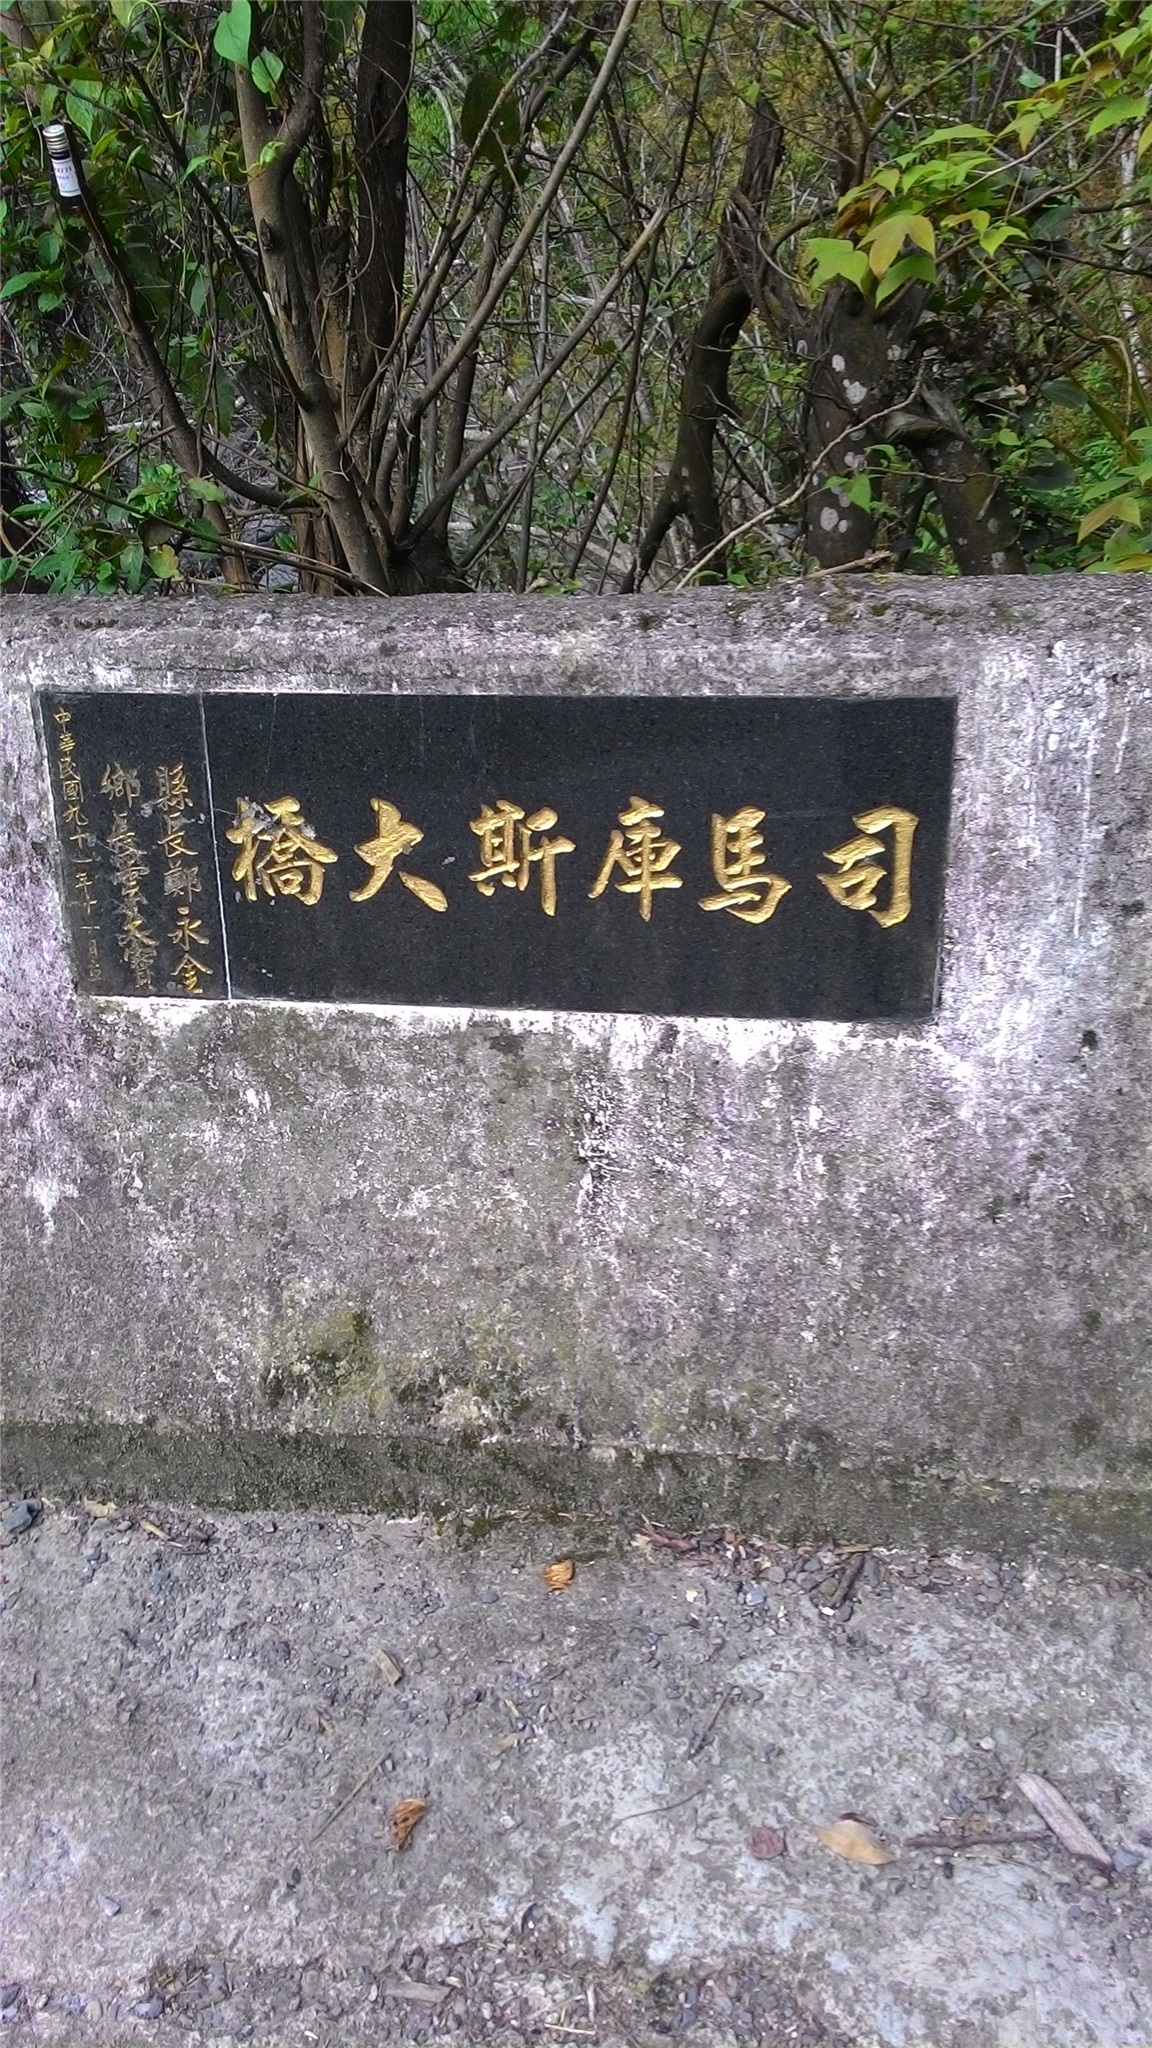 司馬庫斯大橋
縣長鄭永金
鄉長雲天寶
中華民國九十一年十一月立